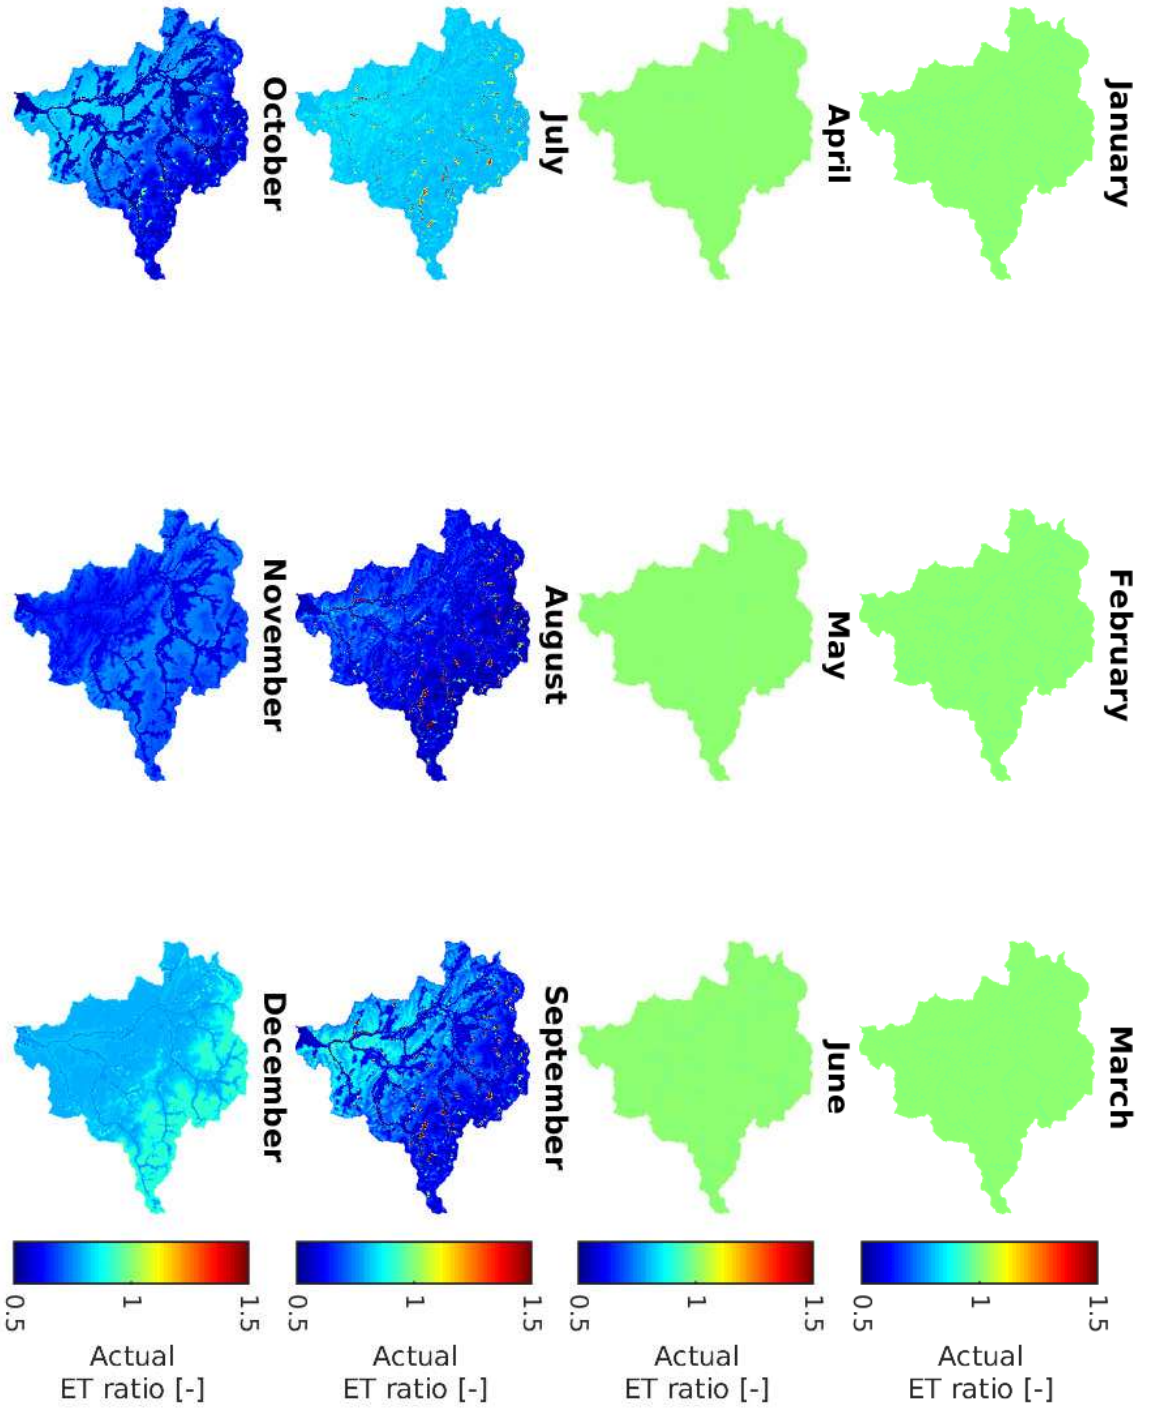 January
February
March
1.5
1
0.5
Actual
ET ratio [-]
April
May
June
1.5
1
0.5
Actual
ET ratio [-]
July
August
September
1.5
1
0.5
Actual
ET ratio [-]
October
November
December
1.5
1
0.5
Actual
ET ratio [-]